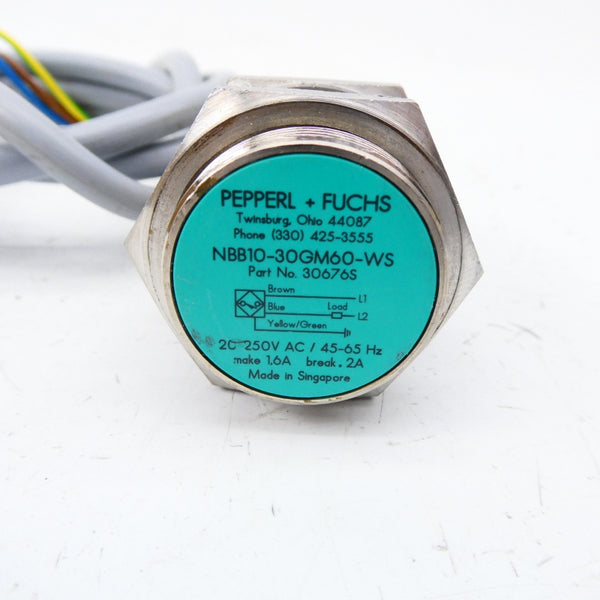 PEPPERL + FUCHS
Twinsburg, Ohio 44087
Phone (330) 425-3555
NBB10-30GM60-WS
Part No. 30676S
Brown
L1
Blue
Load
L2
Yellow/Green
20-250V AC / 45-65 Hz
make 1,6A break . 2A
Made in Singapore